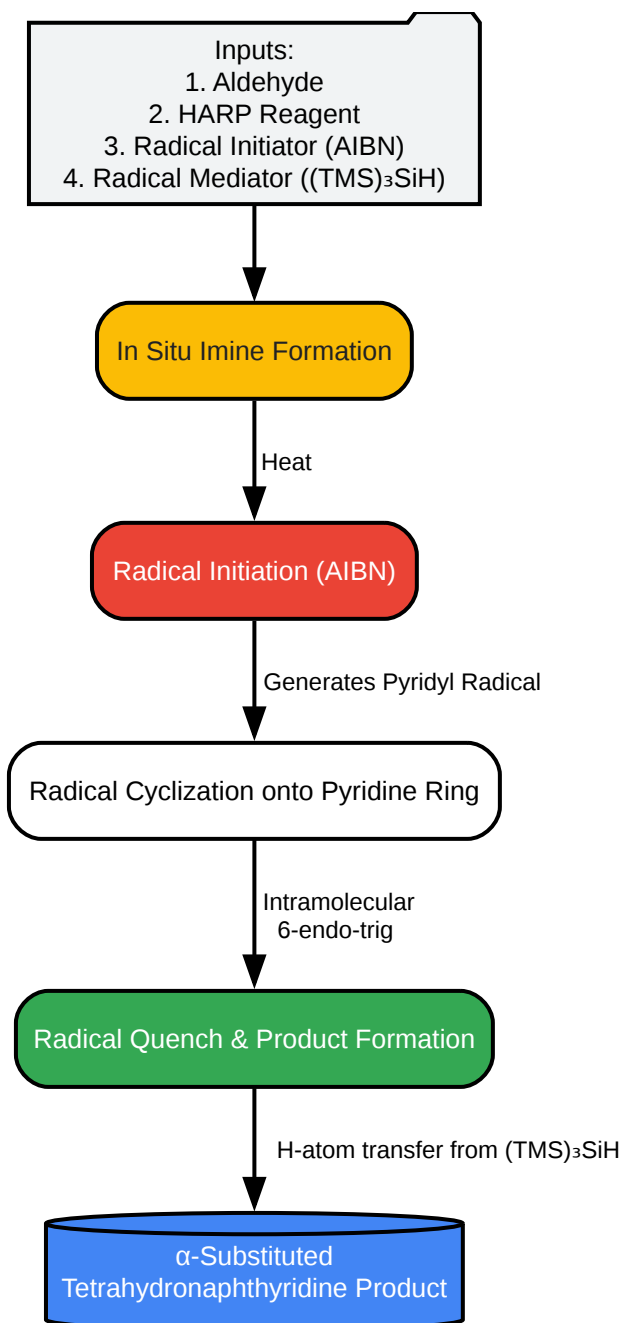 Inputs:
1. Aldehyde
2. HARP Reagent
3. Radical Initiator (AIBN)
4. Radical Mediator ((TMS)₃SiH)
In Situ Imine Formation
Heat
Radical Initiation (AIBN)
Generates Pyridyl Radical
Radical Cyclization onto Pyridine Ring
Intramolecular
6-endo-trig
Radical Quench & Product Formation
H-atom transfer from (TMS)₃SiH
α-Substituted
Tetrahydronaphthyridine Product